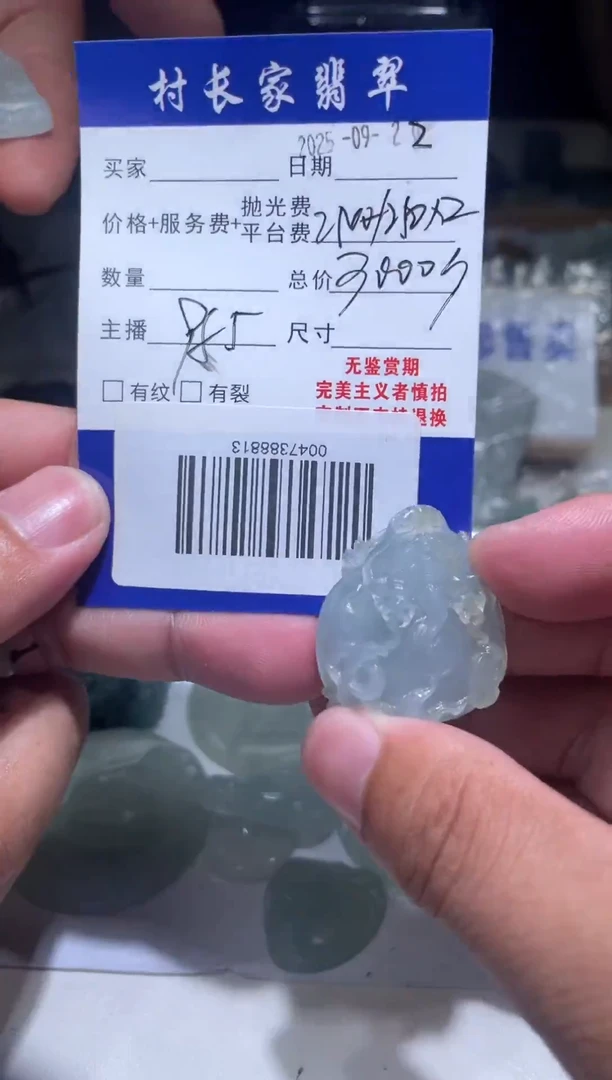 村长家翡翠
2025-09-22
买家 日期
价格+服务费+抛光费
平台费
数量 总价
主播 尺寸
无鉴赏期
□有纹 □有裂 完美主义者慎拍
退换
0047388813